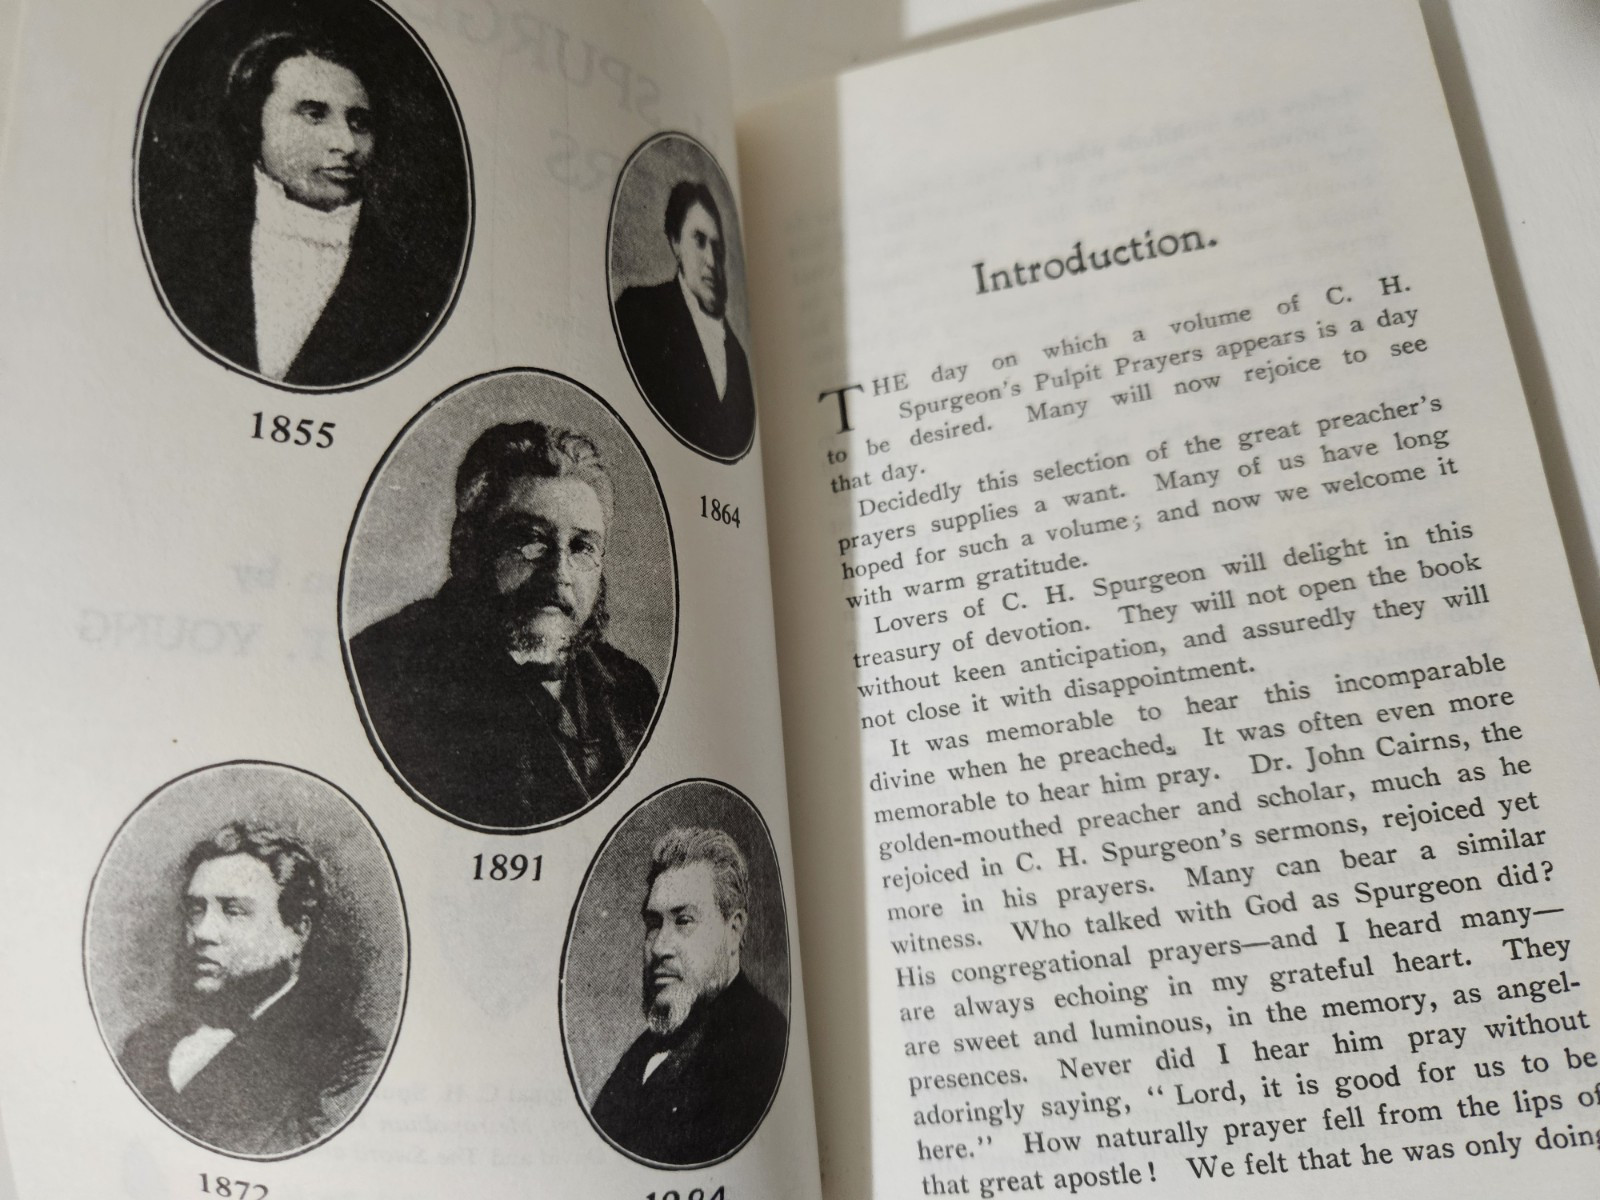 1855
1864
1891
1872
Introduction.
THE day on which a volume of C. H.
Spurgeon's Pulpit Prayers appears is a day
to be desired. Many will now rejoice to see
that day.
Decidedly this selection of the great preacher's
prayers supplies a want. Many of us have long
hoped for such a volume; and now we welcome it
with warm gratitude.
Lovers of C. H. Spurgeon will delight in this
treasury of devotion. They will not open the book
without keen anticipation, and assuredly they will
not close it with disappointment.
It was memorable to hear this incomparable
divine when he preached. It was often even more
memorable to hear him pray. Dr. John Cairns, the
golden-mouthed preacher and scholar, much as he
rejoiced in C. H. Spurgeon's sermons, rejoiced yet
more in his prayers. Many can bear a similar
witness. Who talked with God as Spurgeon did?
His congregational prayers—and I heard many—
are always echoing in my grateful heart. They
are sweet and luminous, in the memory, as angel-
presences. Never did I hear him pray without
adoringly saying, "Lord, it is good for us to be
here." How naturally prayer fell from the lips of
that great apostle! We felt that he was only doing